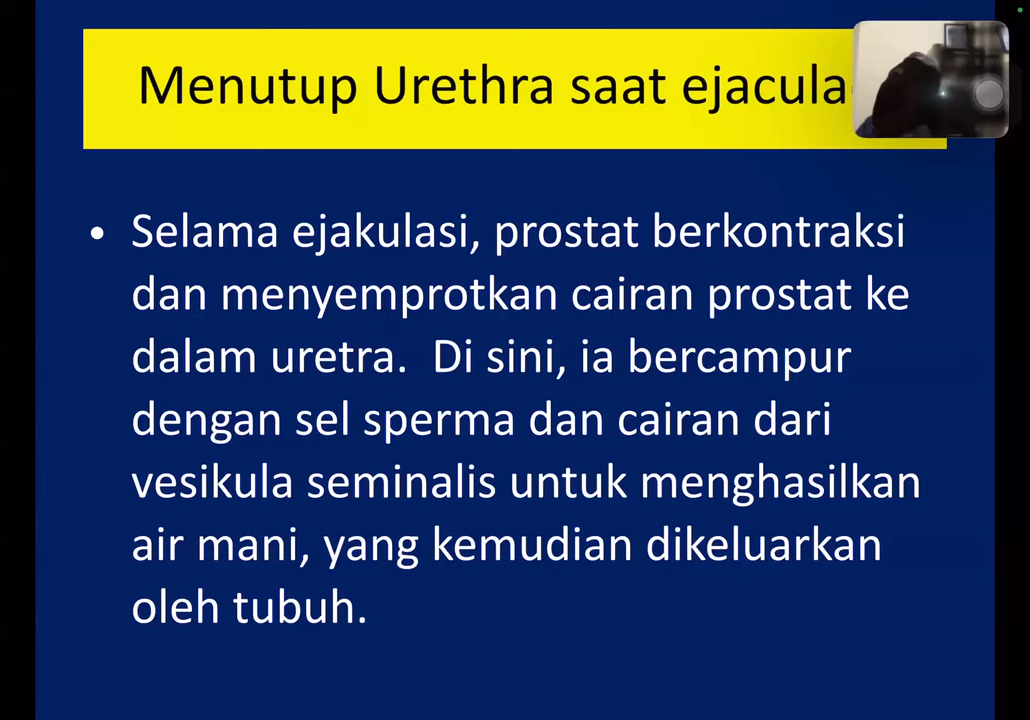 Menutup Urethra saat ejacula
• Selama ejakulasi, prostat berkontraksi
dan menyemprotkan cairan prostat ke
dalam uretra. Di sini, ia bercampur
dengan sel sperma dan cairan dari
vesikula seminalis untuk menghasilkan
air mani, yang kemudian dikeluarkan
oleh tubuh.